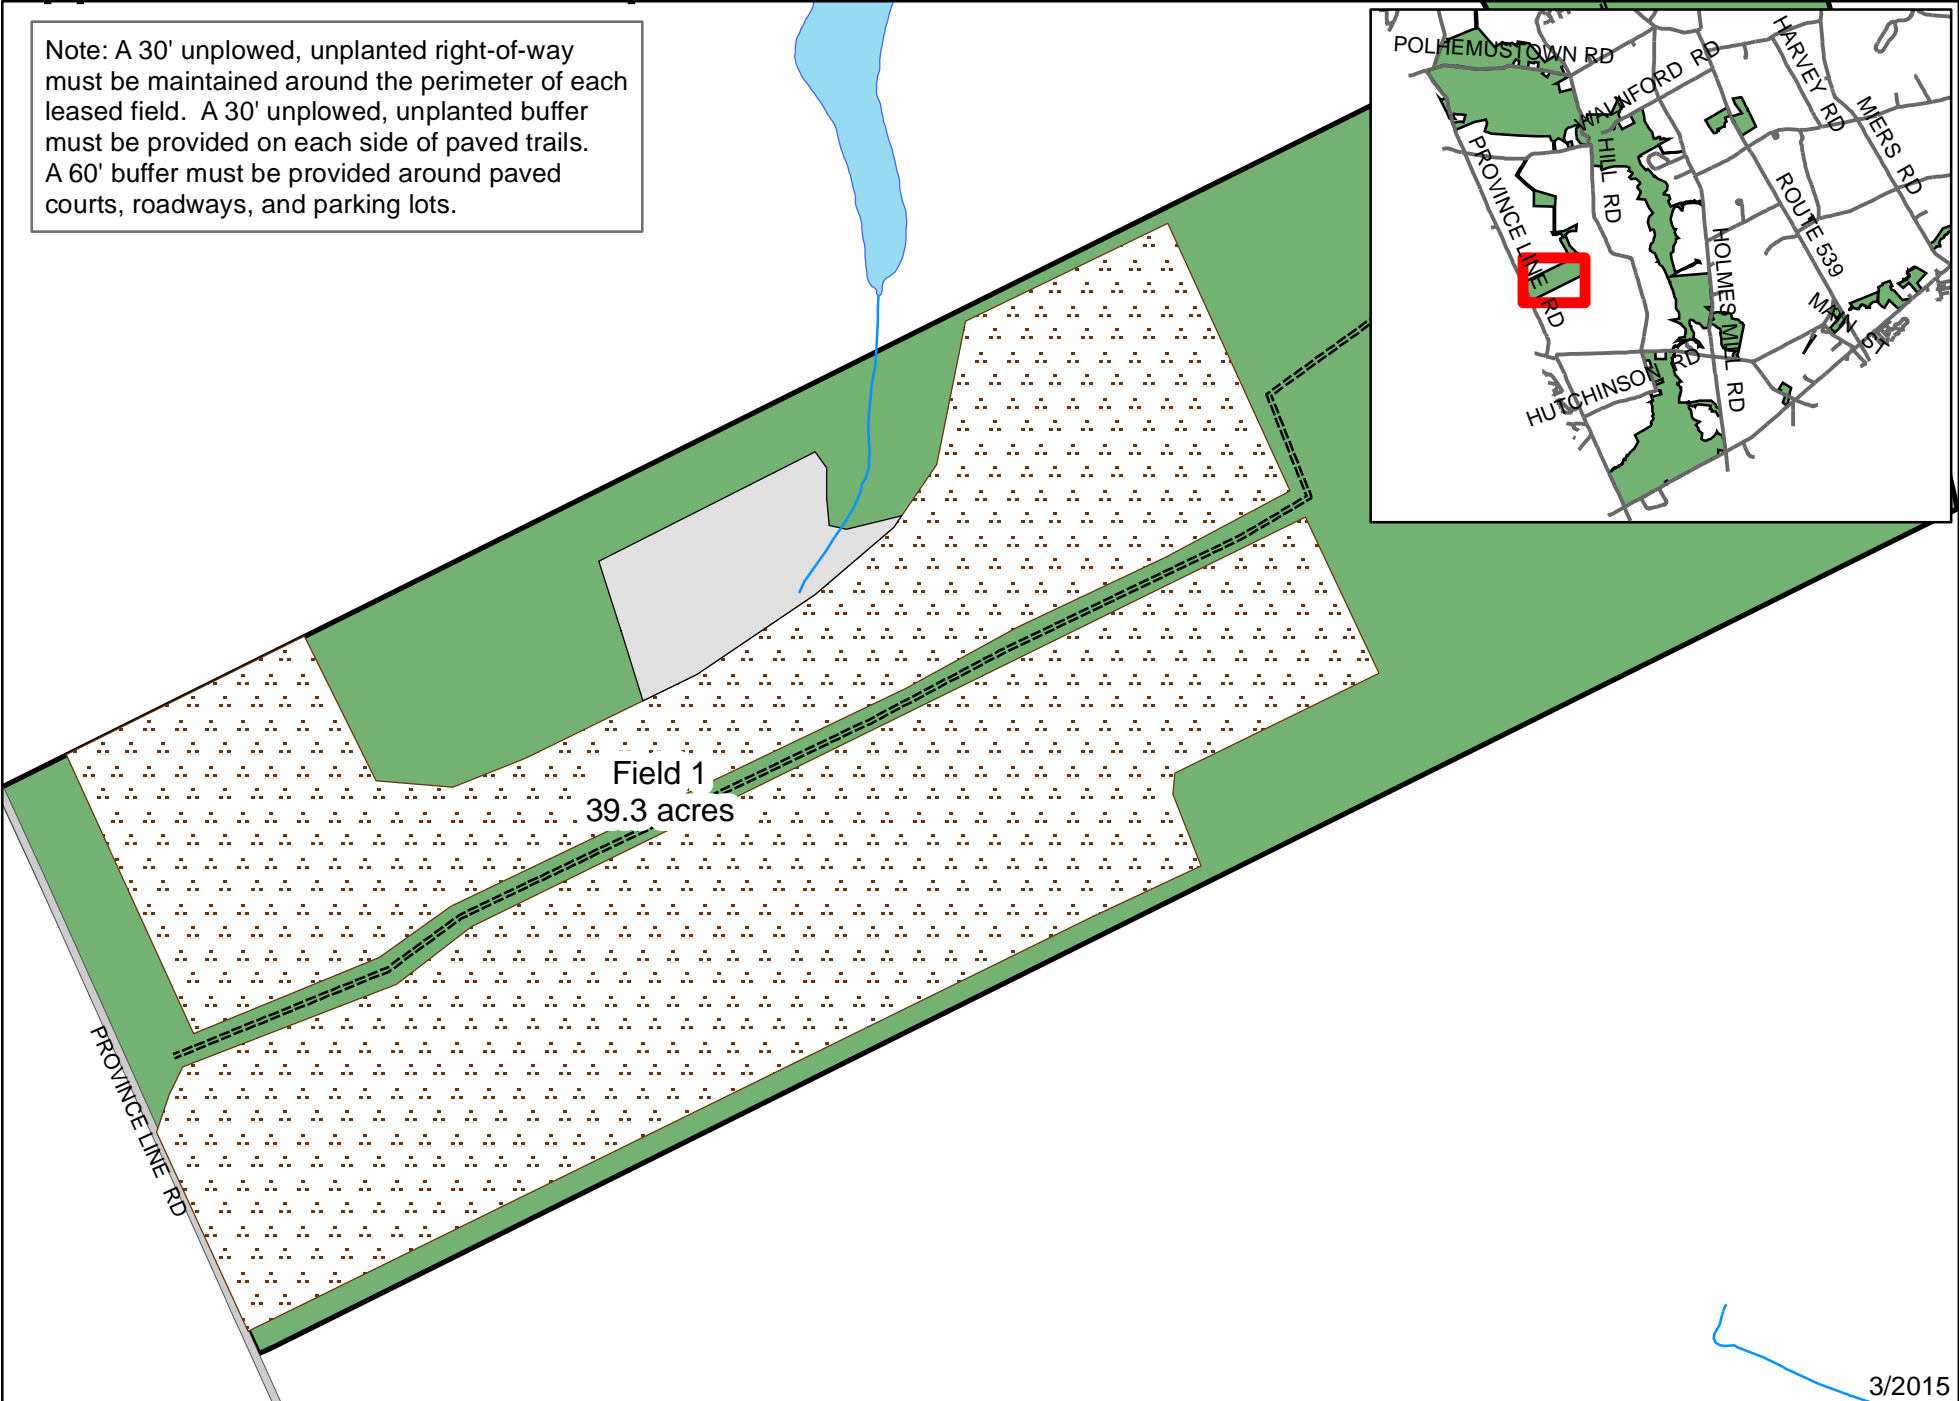 Note: A 30' unplowed, unplanted right-of-way
must be maintained around the perimeter of each
leased field.  A 30' unplowed, unplanted buffer
must be provided on each side of paved trails.
A 60' buffer must be provided around paved
courts, roadways, and parking lots.
POLHEMUSTOWN RD
WALNFORD RD
HARVEY RD
MIERS RD
PROVINCE LINE RD
HILL RD
ROUTE 539
HOLMES MILL RD
MAIN ST
HUTCHINSON RD
Field 1
39.3 acres
PROVINCE LINE RD
3/2015